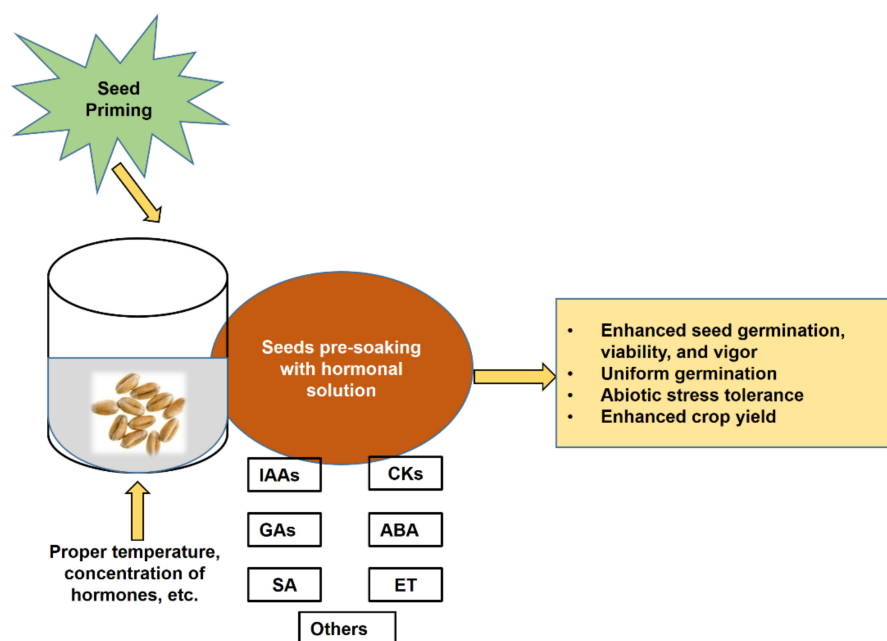 Seed
Priming
Seeds pre-soaking
with hormonal
solution
• Enhanced seed germination,
viability, and vigor
• Uniform germination
• Abiotic stress tolerance
• Enhanced crop yield
IAAs
CKs
GAs
ABA
SA
ET
Others
Proper temperature,
concentration of
hormones, etc.